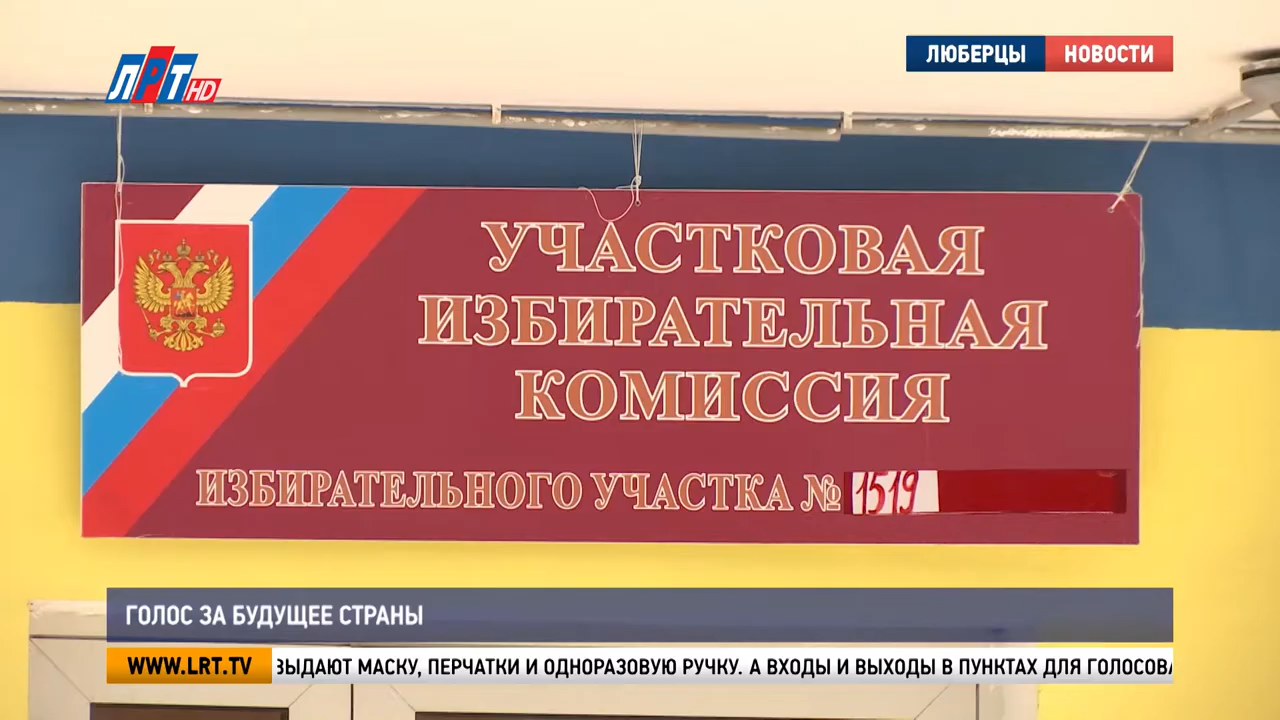 ЛРТ HD
ЛЮБЕРЦЫ НОВОСТИ
УЧАСТКОВАЯ
ИЗБИРАТЕЛЬНАЯ
КОМИССИЯ
ИЗБИРАТЕЛЬНОГО УЧАСТКА № 1519
ГОЛОС ЗА БУДУЩЕЕ СТРАНЫ
WWW.LRT.TV ВЫДАЮТ МАСКУ, ПЕРЧАТКИ И ОДНОРАЗОВУЮ РУЧКУ. А ВХОДЫ И ВЫХОДЫ В ПУНКТАХ ДЛЯ ГОЛОСОВА